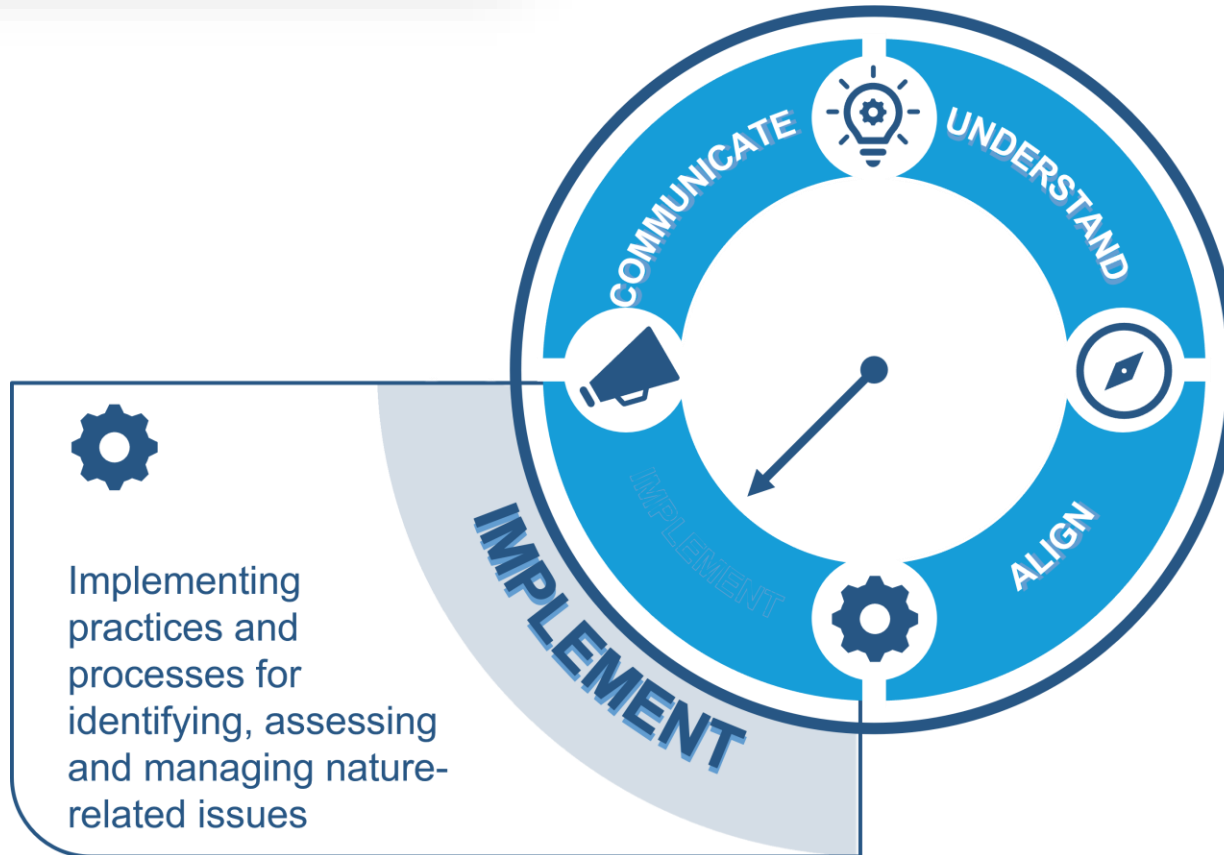 COMMUNICATE
UNDERSTAND
ALIGN
IMPLEMENT
IMPLEMENT
Implementing
practices and
processes for
identifying, assessing
and managing nature-
related issues